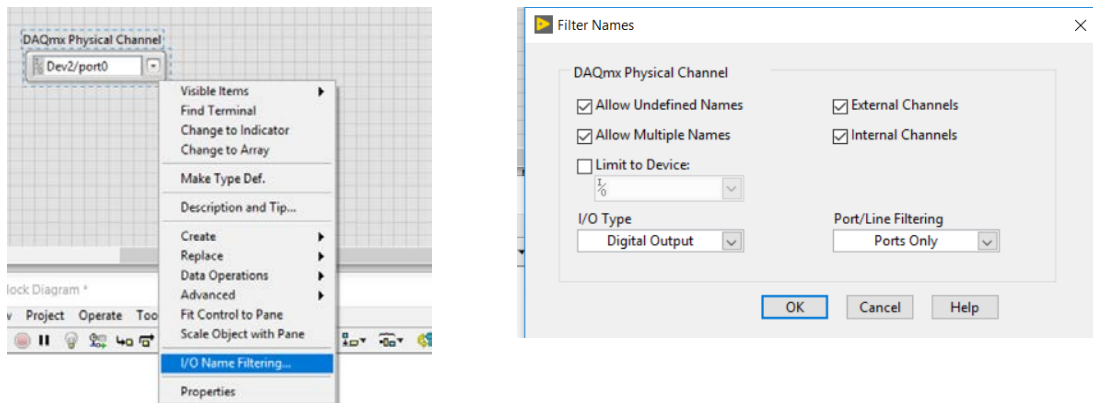 DAQmx Physical Channel
Dev2/port0
Visible Items
Find Terminal
Change to Indicator
Change to Array
Make Type Def.
Description and Tip...
Create
Replace
Data Operations
Advanced
Fit Control to Pane
Scale Object with Pane
I/O Name Filtering...
Properties
lock Diagram *
Project Operate Too
Filter Names
DAQmx Physical Channel
Allow Undefined Names
External Channels
Allow Multiple Names
Internal Channels
Limit to Device:
I/O Type
Port/Line Filtering
Digital Output
Ports Only
OK Cancel Help